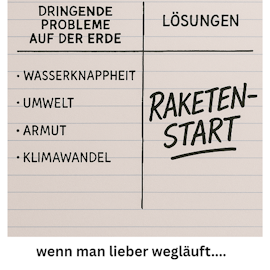 DRINGENDE
PROBLEME
AUF DER ERDE
LÖSUNGEN
• WASSERKNAPPHEIT
• UMWELT
• ARMUT
• KLIMAWANDEL
RAKETEN-
START
wenn man lieber wegläuft....